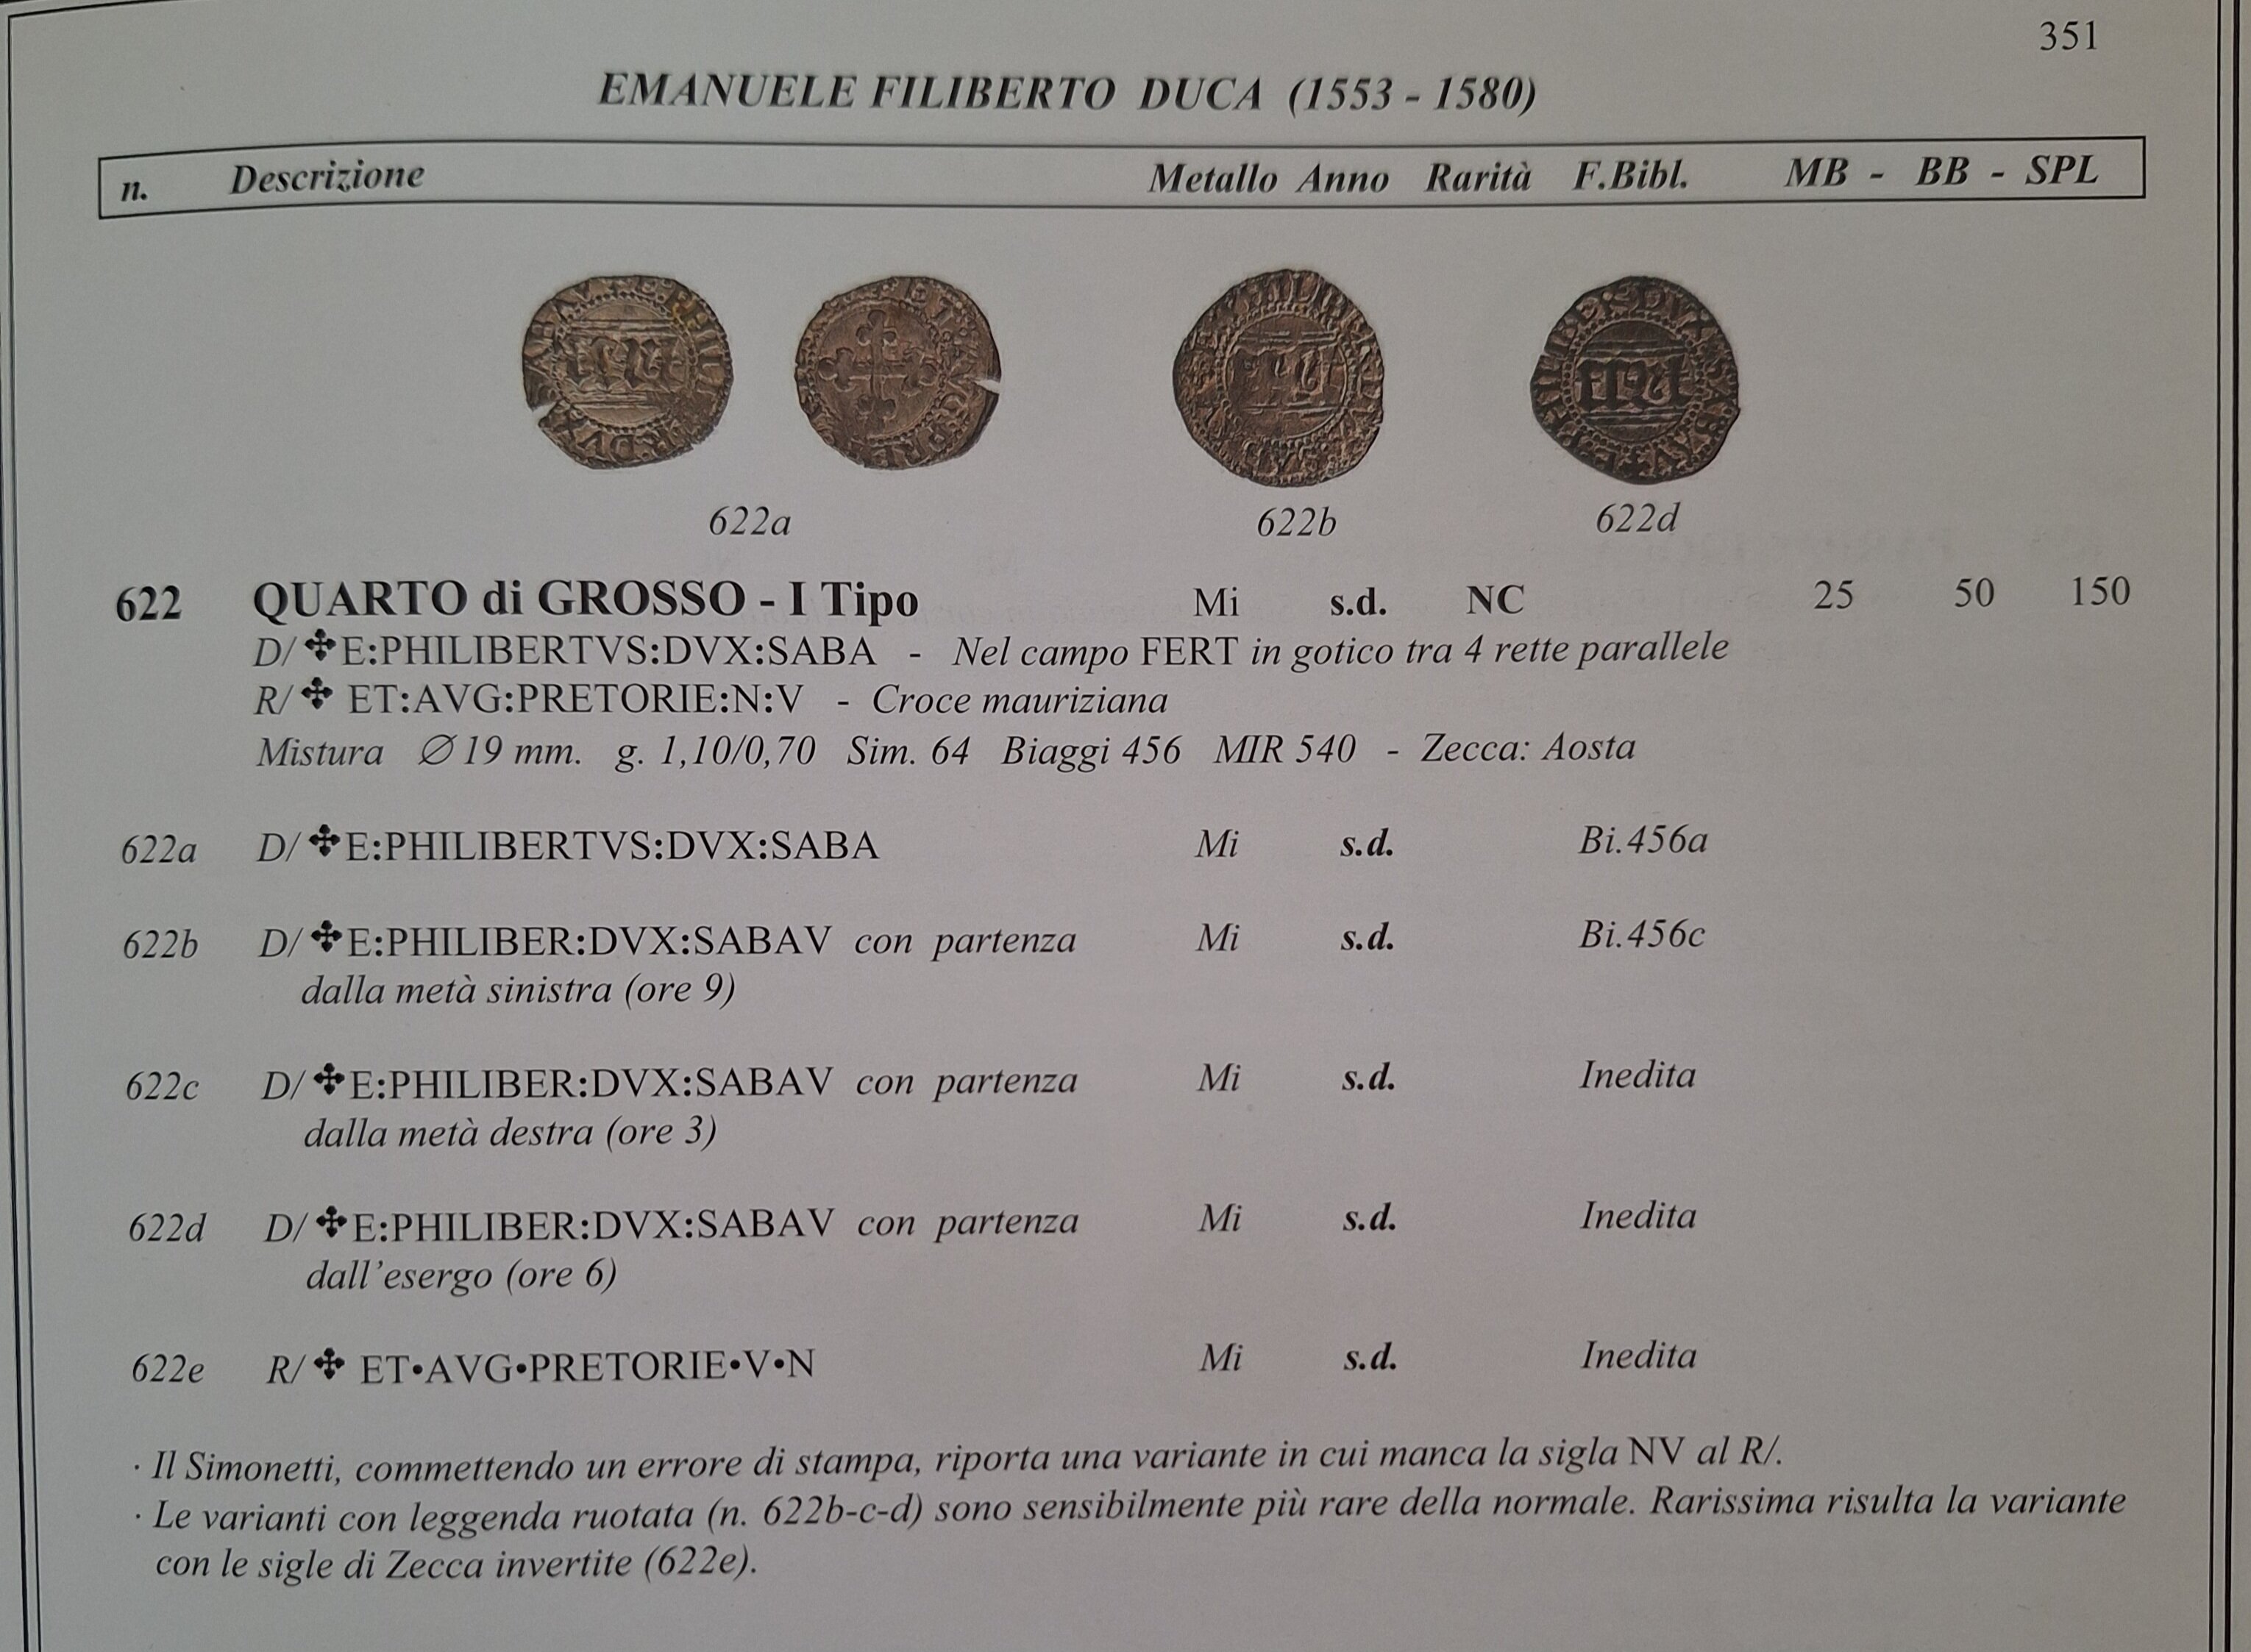 351
EMANUELE FILIBERTO DUCA (1553 - 1580)
n. Descrizione Metallo Anno Rarità F.Bibl. MB - BB - SPL
622a 622b 622d
622 QUARTO di GROSSO - I Tipo Mi s.d. NC 25 50 150
D/ ✤ E:PHILIBERTVS:DVX:SABA - Nel campo FERT in gotico tra 4 rette parallele
R/ ✤ ET:AVG:PRETORIE:N:V - Croce mauriziana
Mistura ∅ 19 mm. g. 1,10/0,70 Sim. 64 Biaggi 456 MIR 540 - Zecca: Aosta
622a D/ ✤ E:PHILIBERTVS:DVX:SABA Mi s.d. Bi.456a
622b D/ ✤ E:PHILIBER:DVX:SABAV con partenza Mi s.d. Bi.456c
dalla metà sinistra (ore 9)
622c D/ ✤ E:PHILIBER:DVX:SABAV con partenza Mi s.d. Inedita
dalla metà destra (ore 3)
622d D/ ✤ E:PHILIBER:DVX:SABAV con partenza Mi s.d. Inedita
dall'esergo (ore 6)
622e R/ ✤ ET•AVG•PRETORIE•V•N Mi s.d. Inedita
· Il Simonetti, commettendo un errore di stampa, riporta una variante in cui manca la sigla NV al R/.
· Le varianti con leggenda ruotata (n. 622b-c-d) sono sensibilmente più rare della normale. Rarissima risulta la variante
con le sigle di Zecca invertite (622e).